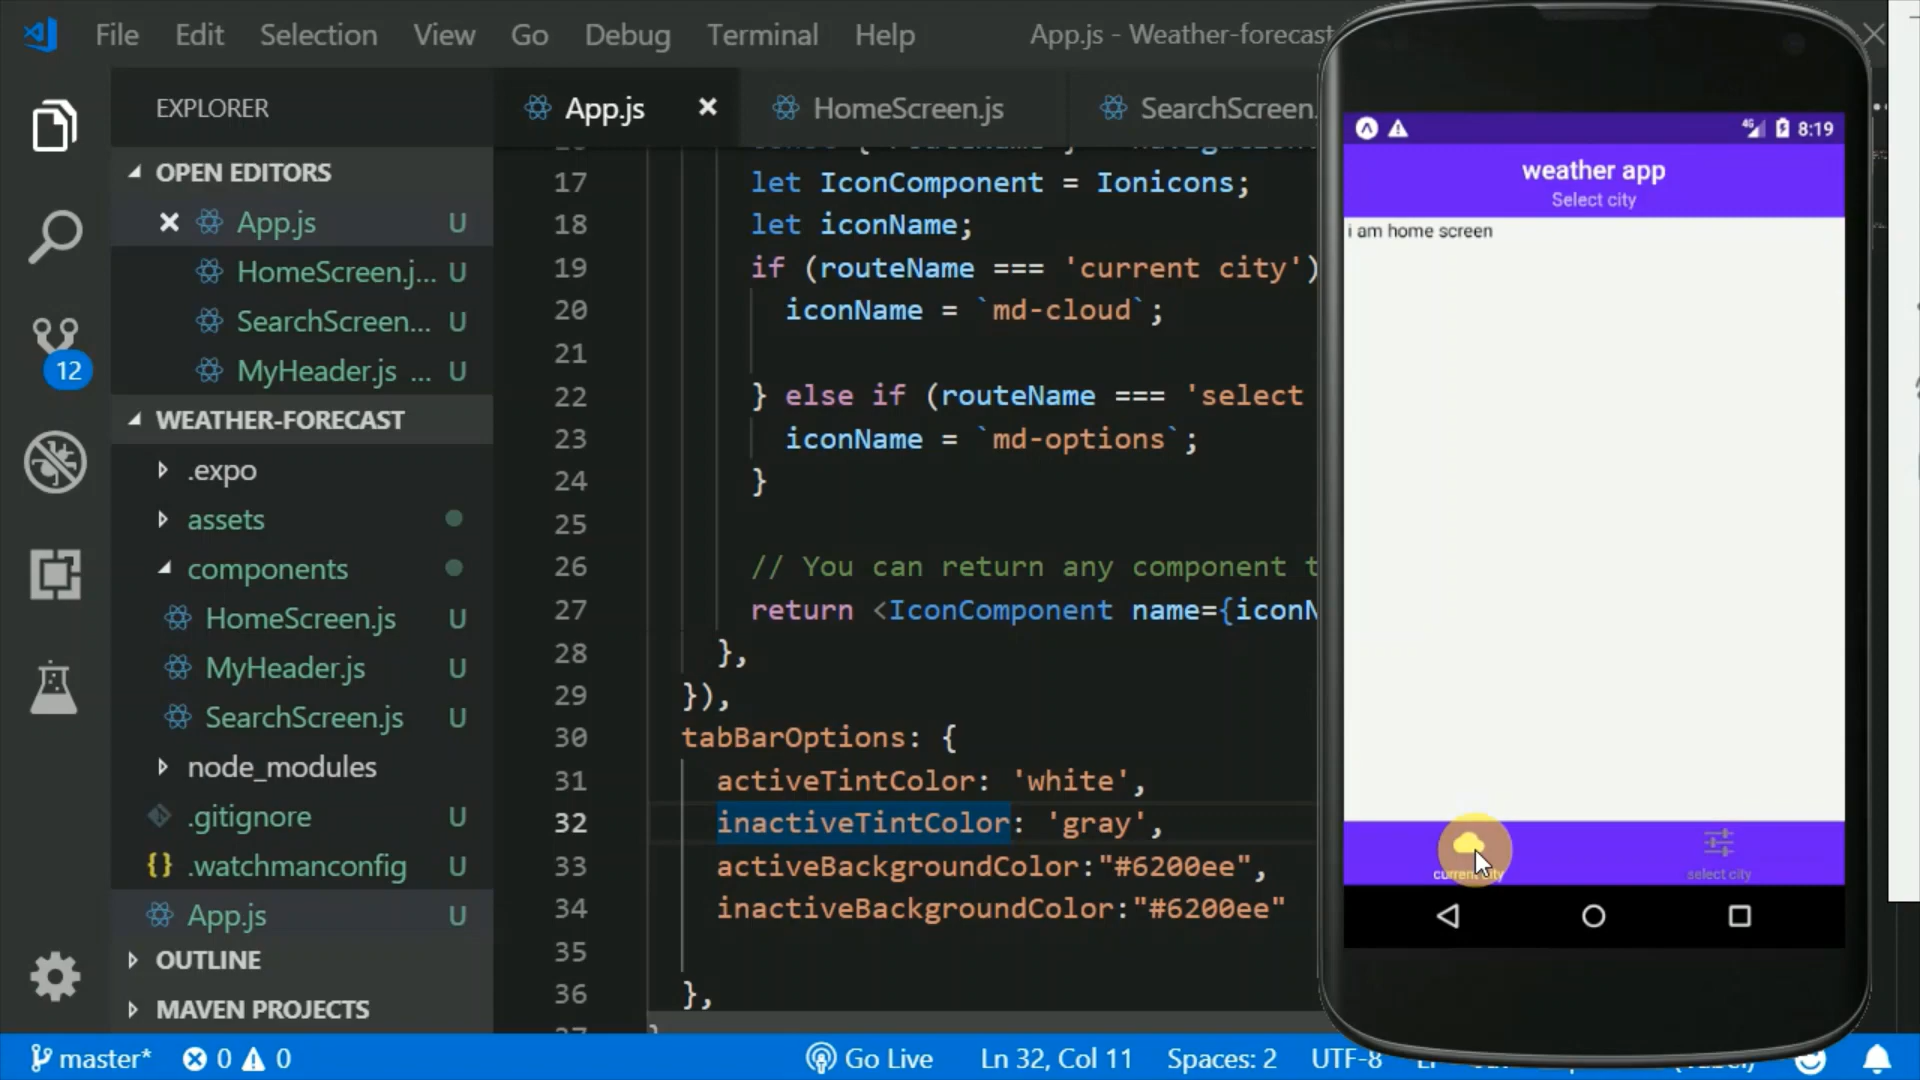 File Edit Selection View Go Debug Terminal Help App.js - Weather-forecast
EXPLORER
OPEN EDITORS
App.js U
HomeScreen.j... U
SearchScreen... U
MyHeader.js ... U
12
WEATHER-FORECAST
.expo
assets
components
HomeScreen.js U
MyHeader.js U
SearchScreen.js U
node_modules
.gitignore U
{} .watchmanconfig U
App.js U
OUTLINE
MAVEN PROJECTS
App.js HomeScreen.js SearchScreen.
17 let IconComponent = Ionicons;
18 let iconName;
19 if (routeName === 'current city')
20 iconName = `md-cloud`;
21
22 } else if (routeName === 'select
23 iconName = `md-options`;
24 }
25
26 // You can return any component t
27 return <IconComponent name={iconN
28 },
29 }),
30 tabBarOptions: {
31 activeTintColor: 'white',
32 inactiveTintColor: 'gray',
33 activeBackgroundColor:"#6200ee",
34 inactiveBackgroundColor:"#6200ee"
35
36 },
4G 8:19
weather app
Select city
i am home screen
current city
select city
master* 0 0 Go Live Ln 32, Col 11 Spaces: 2 UTF-8